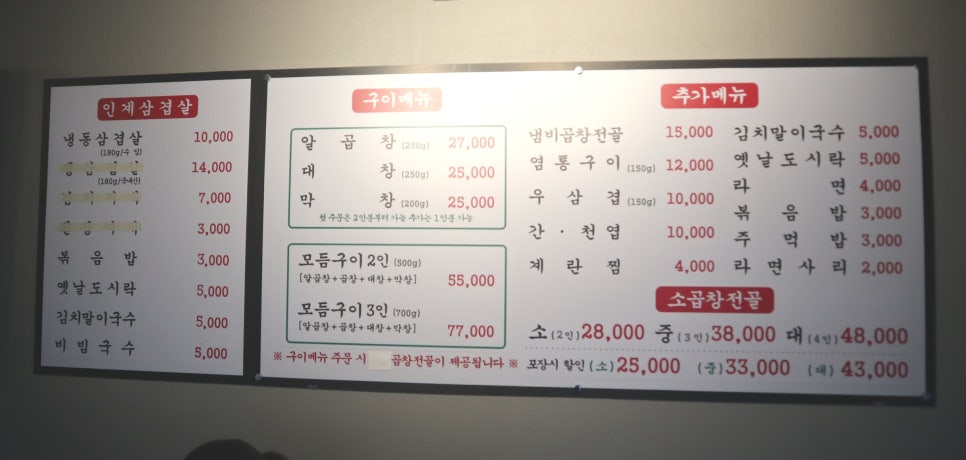 인계삼겹살
냉동삼겹살 10,000
(180g/수입)
14,000
(180g/국내산)
7,000
3,000
볶음밥 3,000
옛날도시락 5,000
김치말이국수 5,000
비빔국수 5,000
구이메뉴
알곱창 (250g) 27,000
대창 (250g) 25,000
막창 (200g) 25,000
첫 주문은 2인분부터 가능 추가는 1인분 가능
모듬구이 2인 (500g)
[알곱창+곱창+대창+막창] 55,000
모듬구이 3인 (700g)
[알곱창+곱창+대창+막창] 77,000
※ 구이메뉴 주문 시 곱창전골이 제공됩니다 ※
추가메뉴
냄비곱창전골 15,000
염통구이 (150g) 12,000
우삼겹 (150g) 10,000
간·천엽 10,000
계란찜 4,000
김치말이국수 5,000
옛날도시락 5,000
라면 4,000
볶음밥 3,000
주먹밥 3,000
라면사리 2,000
소곱창전골
소(2인)28,000 중(3인)38,000 대(4인)48,000
포장시 할인 (소)25,000 (중)33,000 (대)43,000